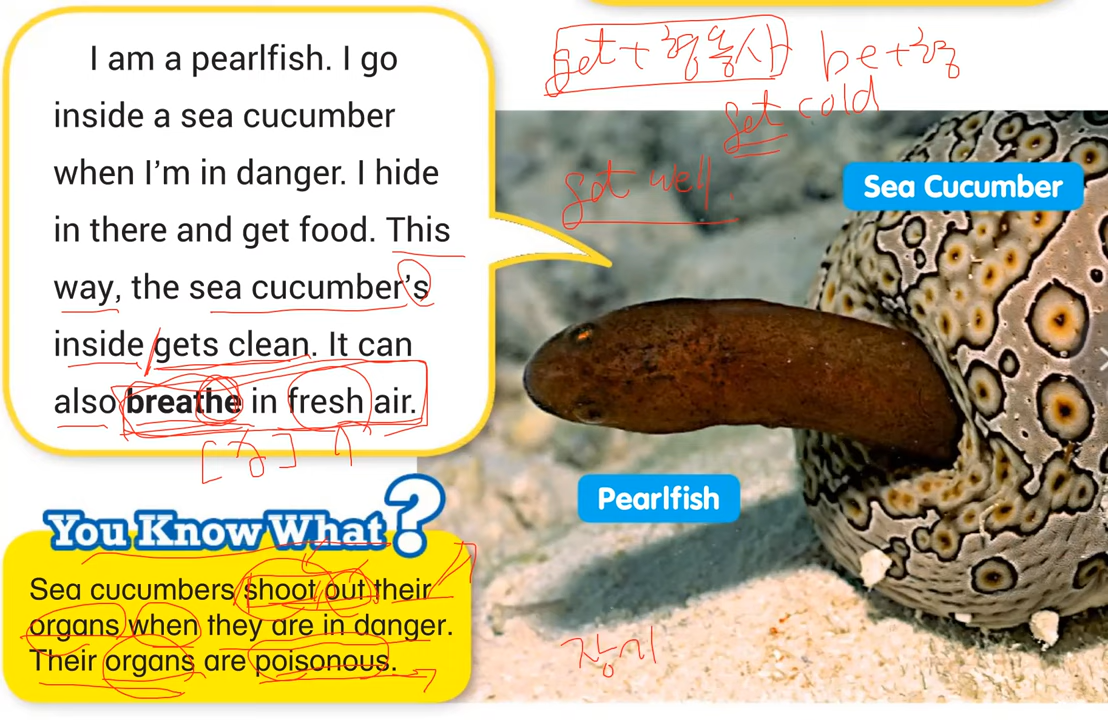 I am a pearlfish. I go
inside a sea cucumber
when I'm in danger. I hide
in there and get food. This
way, the sea cucumber's
inside gets clean. It can
also breathe in fresh air.
get + 형용사 be + 형
get cold
get well.
Sea Cucumber
Pearlfish
You Know What?
Sea cucumbers shoot out their
organs when they are in danger.
Their organs are poisonous.
장기